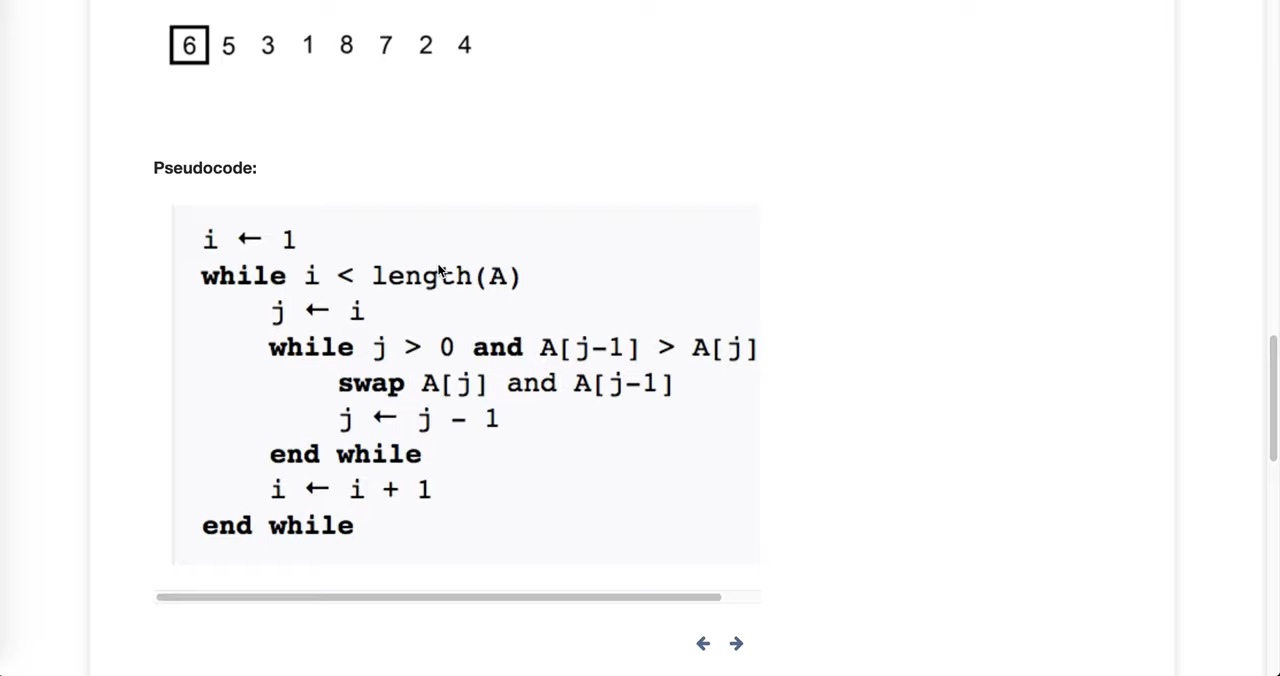 6 5 3 1 8 7 2 4
Pseudocode:
i ← 1
while i < length(A)
j ← i
while j > 0 and A[j-1] > A[j]
swap A[j] and A[j-1]
j ← j - 1
end while
i ← i + 1
end while